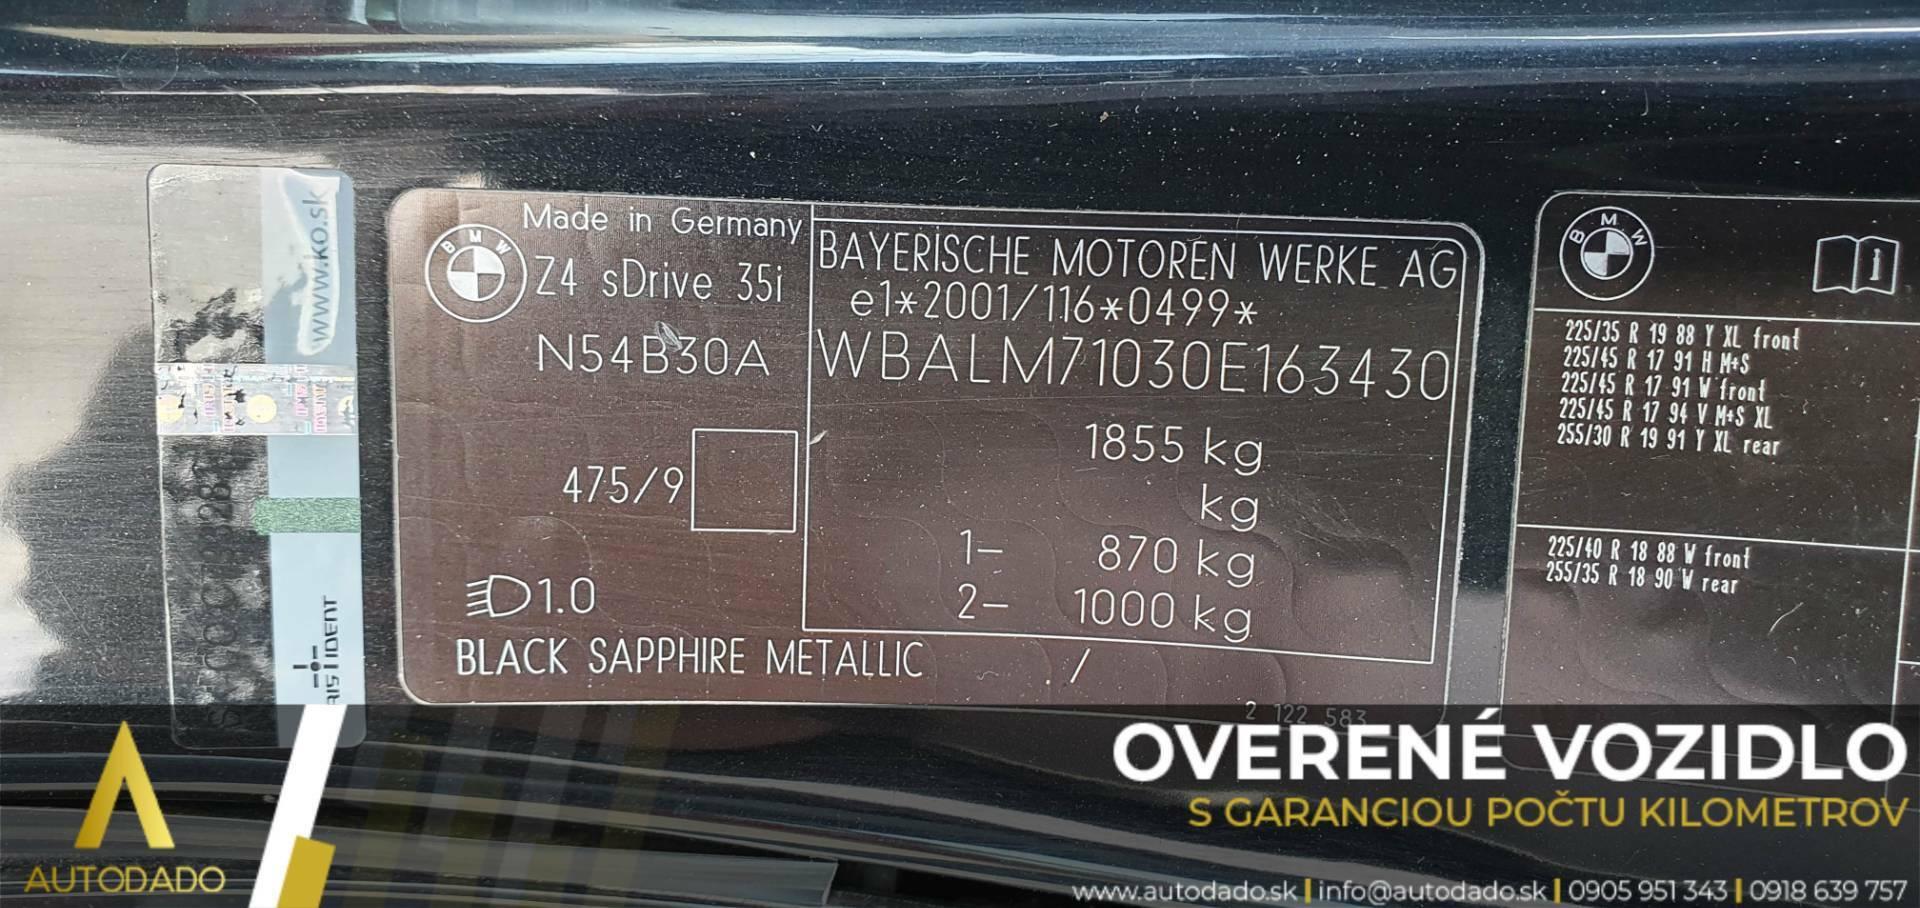 www.ko.sk
Made in Germany
BMW
Z4 sDrive 35i
N54B30A
475/9
1.0
BLACK SAPPHIRE METALLIC /
BAYERISCHE MOTOREN WERKE AG
e1*2001/116*0499*
WBALM71030E163430
1855 kg
kg
1- 870 kg
2- 1000 kg
2 122 583
BMW
225/35 R 19 88 Y XL front
225/45 R 17 91 H M+S
225/45 R 17 91 W front
225/45 R 17 94 V M+S XL
255/30 R 19 91 Y XL rear
225/40 R 18 88 W front
255/35 R 18 90 W rear
AUTODADO
OVERENÉ VOZIDLO
S GARANCIOU POČTU KILOMETROV
www.autodado.sk | info@autodado.sk | 0905 951 343 | 0918 639 757